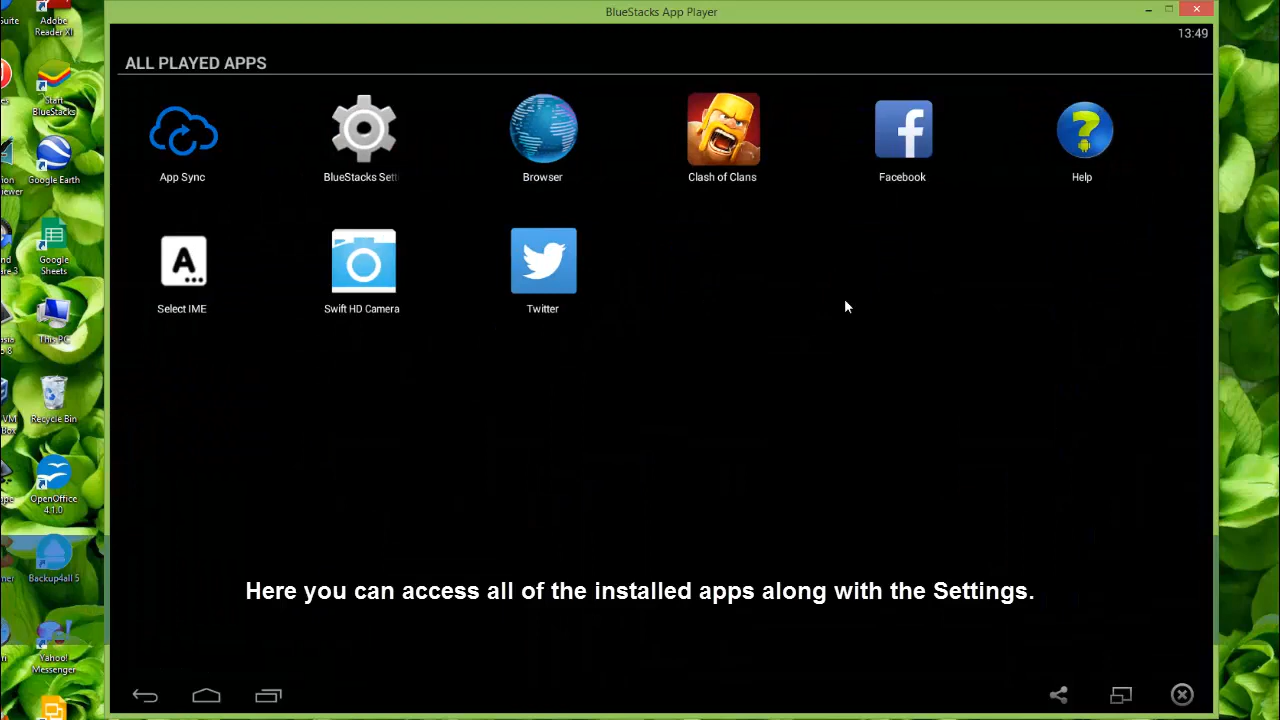 BlueStacks App Player
13:49
ALL PLAYED APPS
App Sync
BlueStacks Setti
Browser
Clash of Clans
Facebook
Help
A...
Select IME
Swift HD Camera
Twitter
Here you can access all of the installed apps along with the Settings.
Adobe
Reader XI
Start
BlueStacks
Google Earth
Google
Sheets
This PC
Recycle Bin
OpenOffice
4.1.0
Backup4all 5
Yahoo!
Messenger